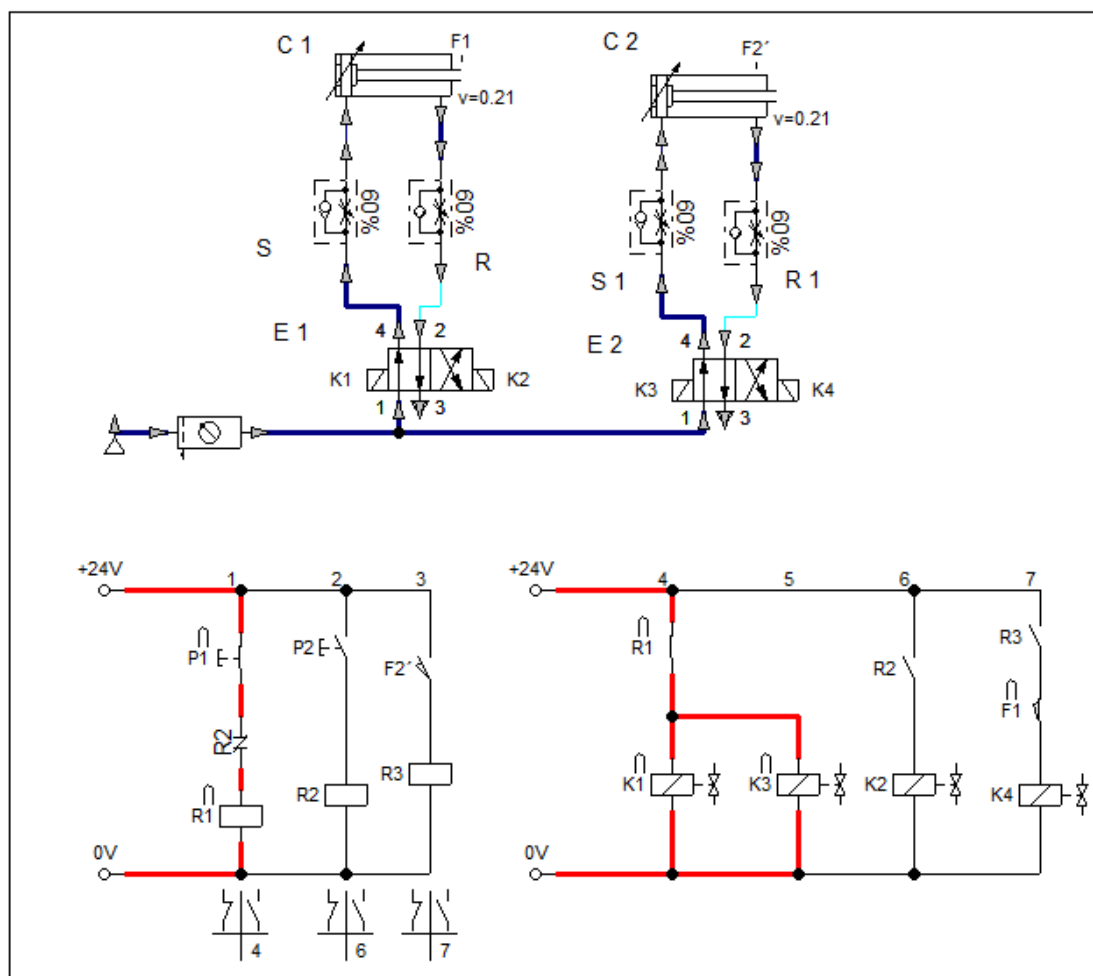 C 1
F1
v=0.21
C 2
F2´
v=0.21
%09
%09
%09
%09
S
R
S 1
R 1
E 1
4
2
E 2
4
2
K1
K2
K3
K4
1
3
1
3
+24V
1
2
3
+24V
4
5
6
7
P1
P2
F2´
R1
R2
R3
R2
F1
R1
R2
R3
K1
K3
K2
K4
0V
0V
4
6
7